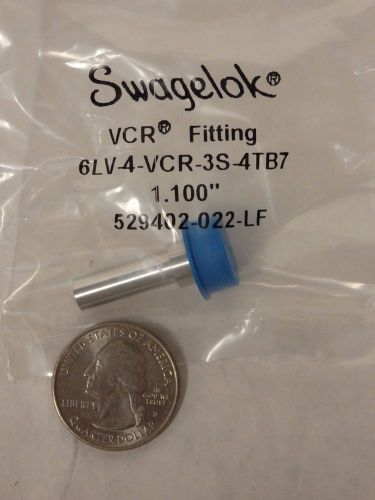 Swagelok®
VCR® Fitting
6LV-4-VCR-3S-4TB7
1.100"
529402-022-LF
UNITED STATES OF AMERICA
LIBERTY
IN GOD WE TRUST
QUARTER DOLLAR